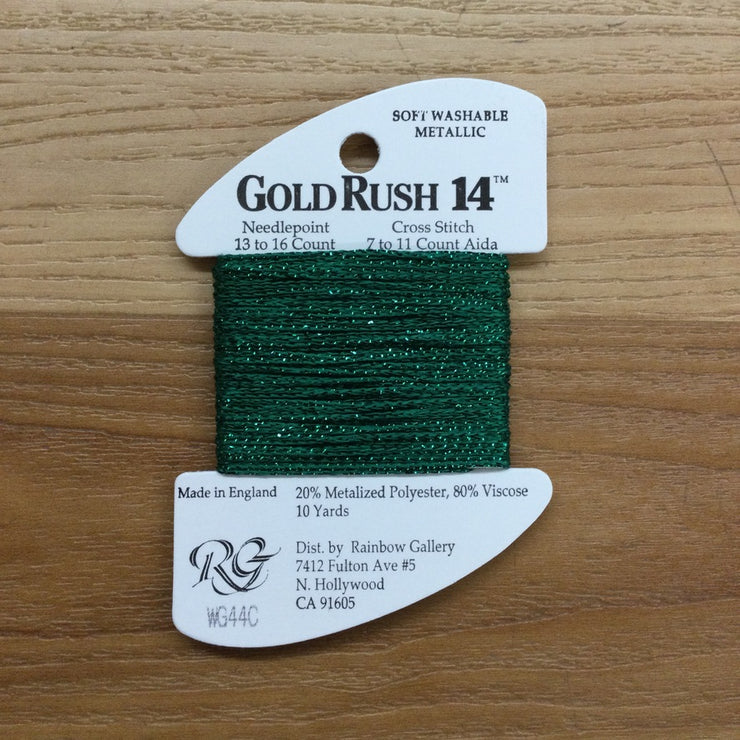 SOFT WASHABLE
METALLIC
GOLD RUSH 14™
Needlepoint
13 to 16 Count
Cross Stitch
7 to 11 Count Aida
Made in England
20% Metalized Polyester, 80% Viscose
10 Yards
RG
WG44C
Dist. by Rainbow Gallery
7412 Fulton Ave #5
N. Hollywood
CA 91605